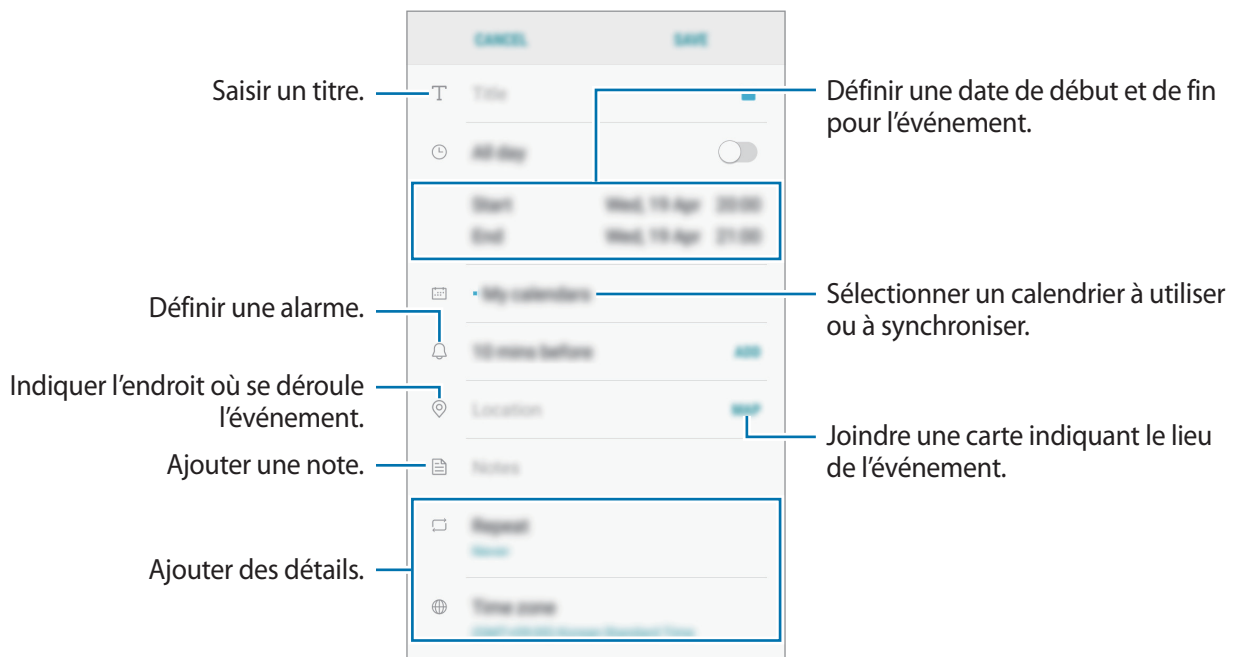 CANCEL SAVE
Saisir un titre.
Title
Définir une date de début et de fin
pour l'événement.
All day
Start Wed, 19 Apr 20:00
End Wed, 19 Apr 21:00
Définir une alarme.
My calendars
Sélectionner un calendrier à utiliser
ou à synchroniser.
10 mins before ADD
Indiquer l'endroit où se déroule
l'événement.
Location MAP
Joindre une carte indiquant le lieu
de l'événement.
Ajouter une note.
Notes
Repeat
Never
Ajouter des détails.
Time zone